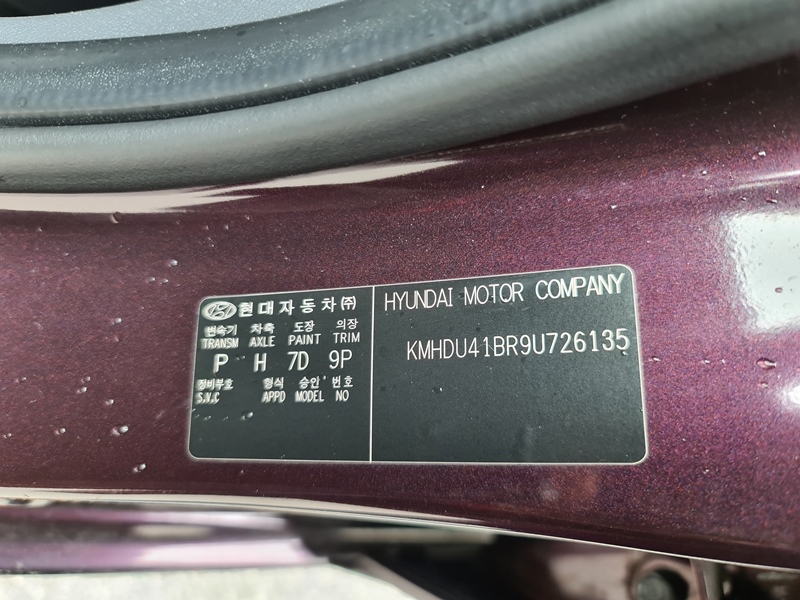 현대자동차㈜
변속기 차축 도장 의장
TRANSM AXLE PAINT TRIM
P H 7D 9P
정비부호 형식 승인 번호
S.V.C APPD MODEL NO
HYUNDAI MOTOR COMPANY
KMHDU41BR9U726135